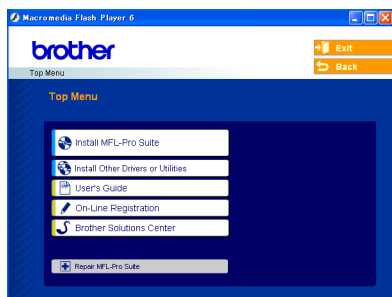 Macromedia Flash Player 6
brother
Exit
Back
Top Menu
Top Menu
Install MFL-Pro Suite
Install Other Drivers or Utilities
User's Guide
On-Line Registration
Brother Solutions Center
Repair MFL-Pro Suite